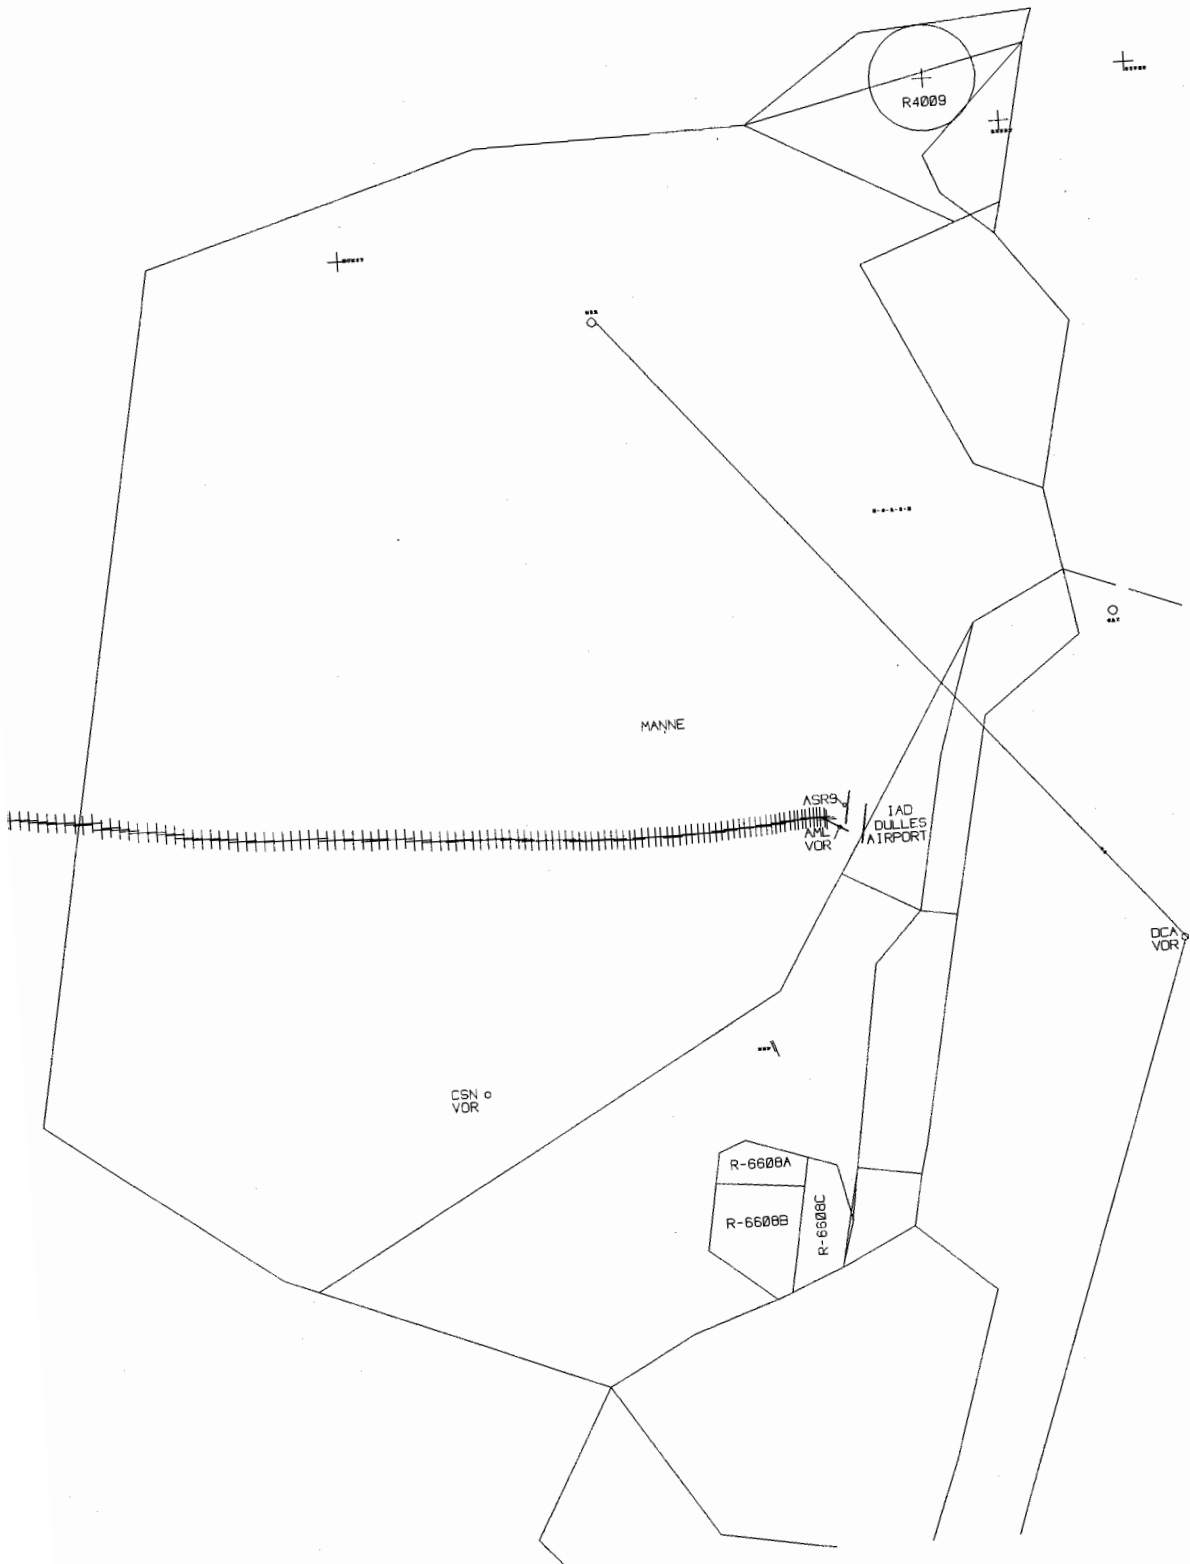 R4009
MANNE
ASR9
IAD
DULLES
AIRPORT
AML
VOR
DCA
VOR
CSN
VOR
R-6608A
R-6608B
R-6608C